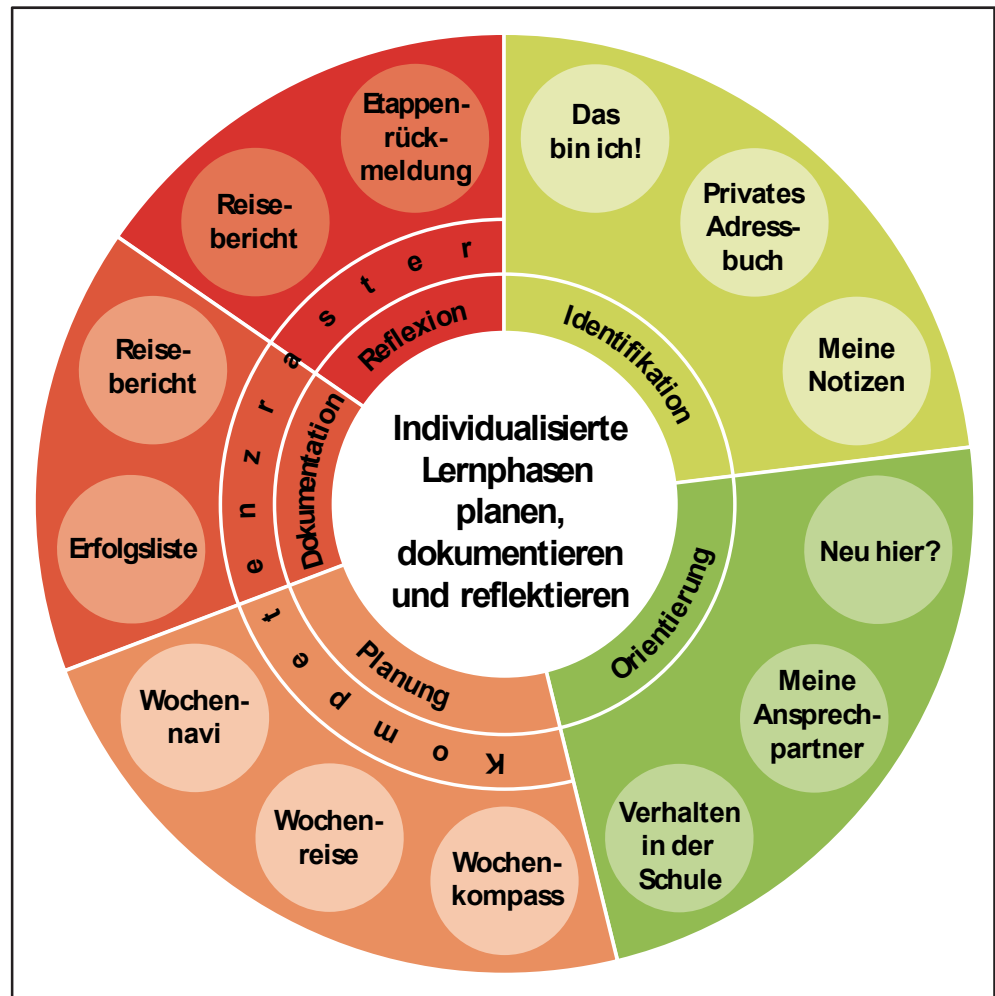 Individualisierte
Lernphasen
planen,
dokumentieren
und reflektieren
Identifikation
Das
bin ich!
Privates
Adress-
buch
Meine
Notizen
Orientierung
Neu hier?
Meine
Ansprech-
partner
Verhalten
in der
Schule
Kompetenzraster
Planung
Wochen-
kompass
Wochen-
reise
Wochen-
navi
Dokumentation
Erfolgsliste
Reise-
bericht
Reflexion
Reise-
bericht
Etappen-
rück-
meldung